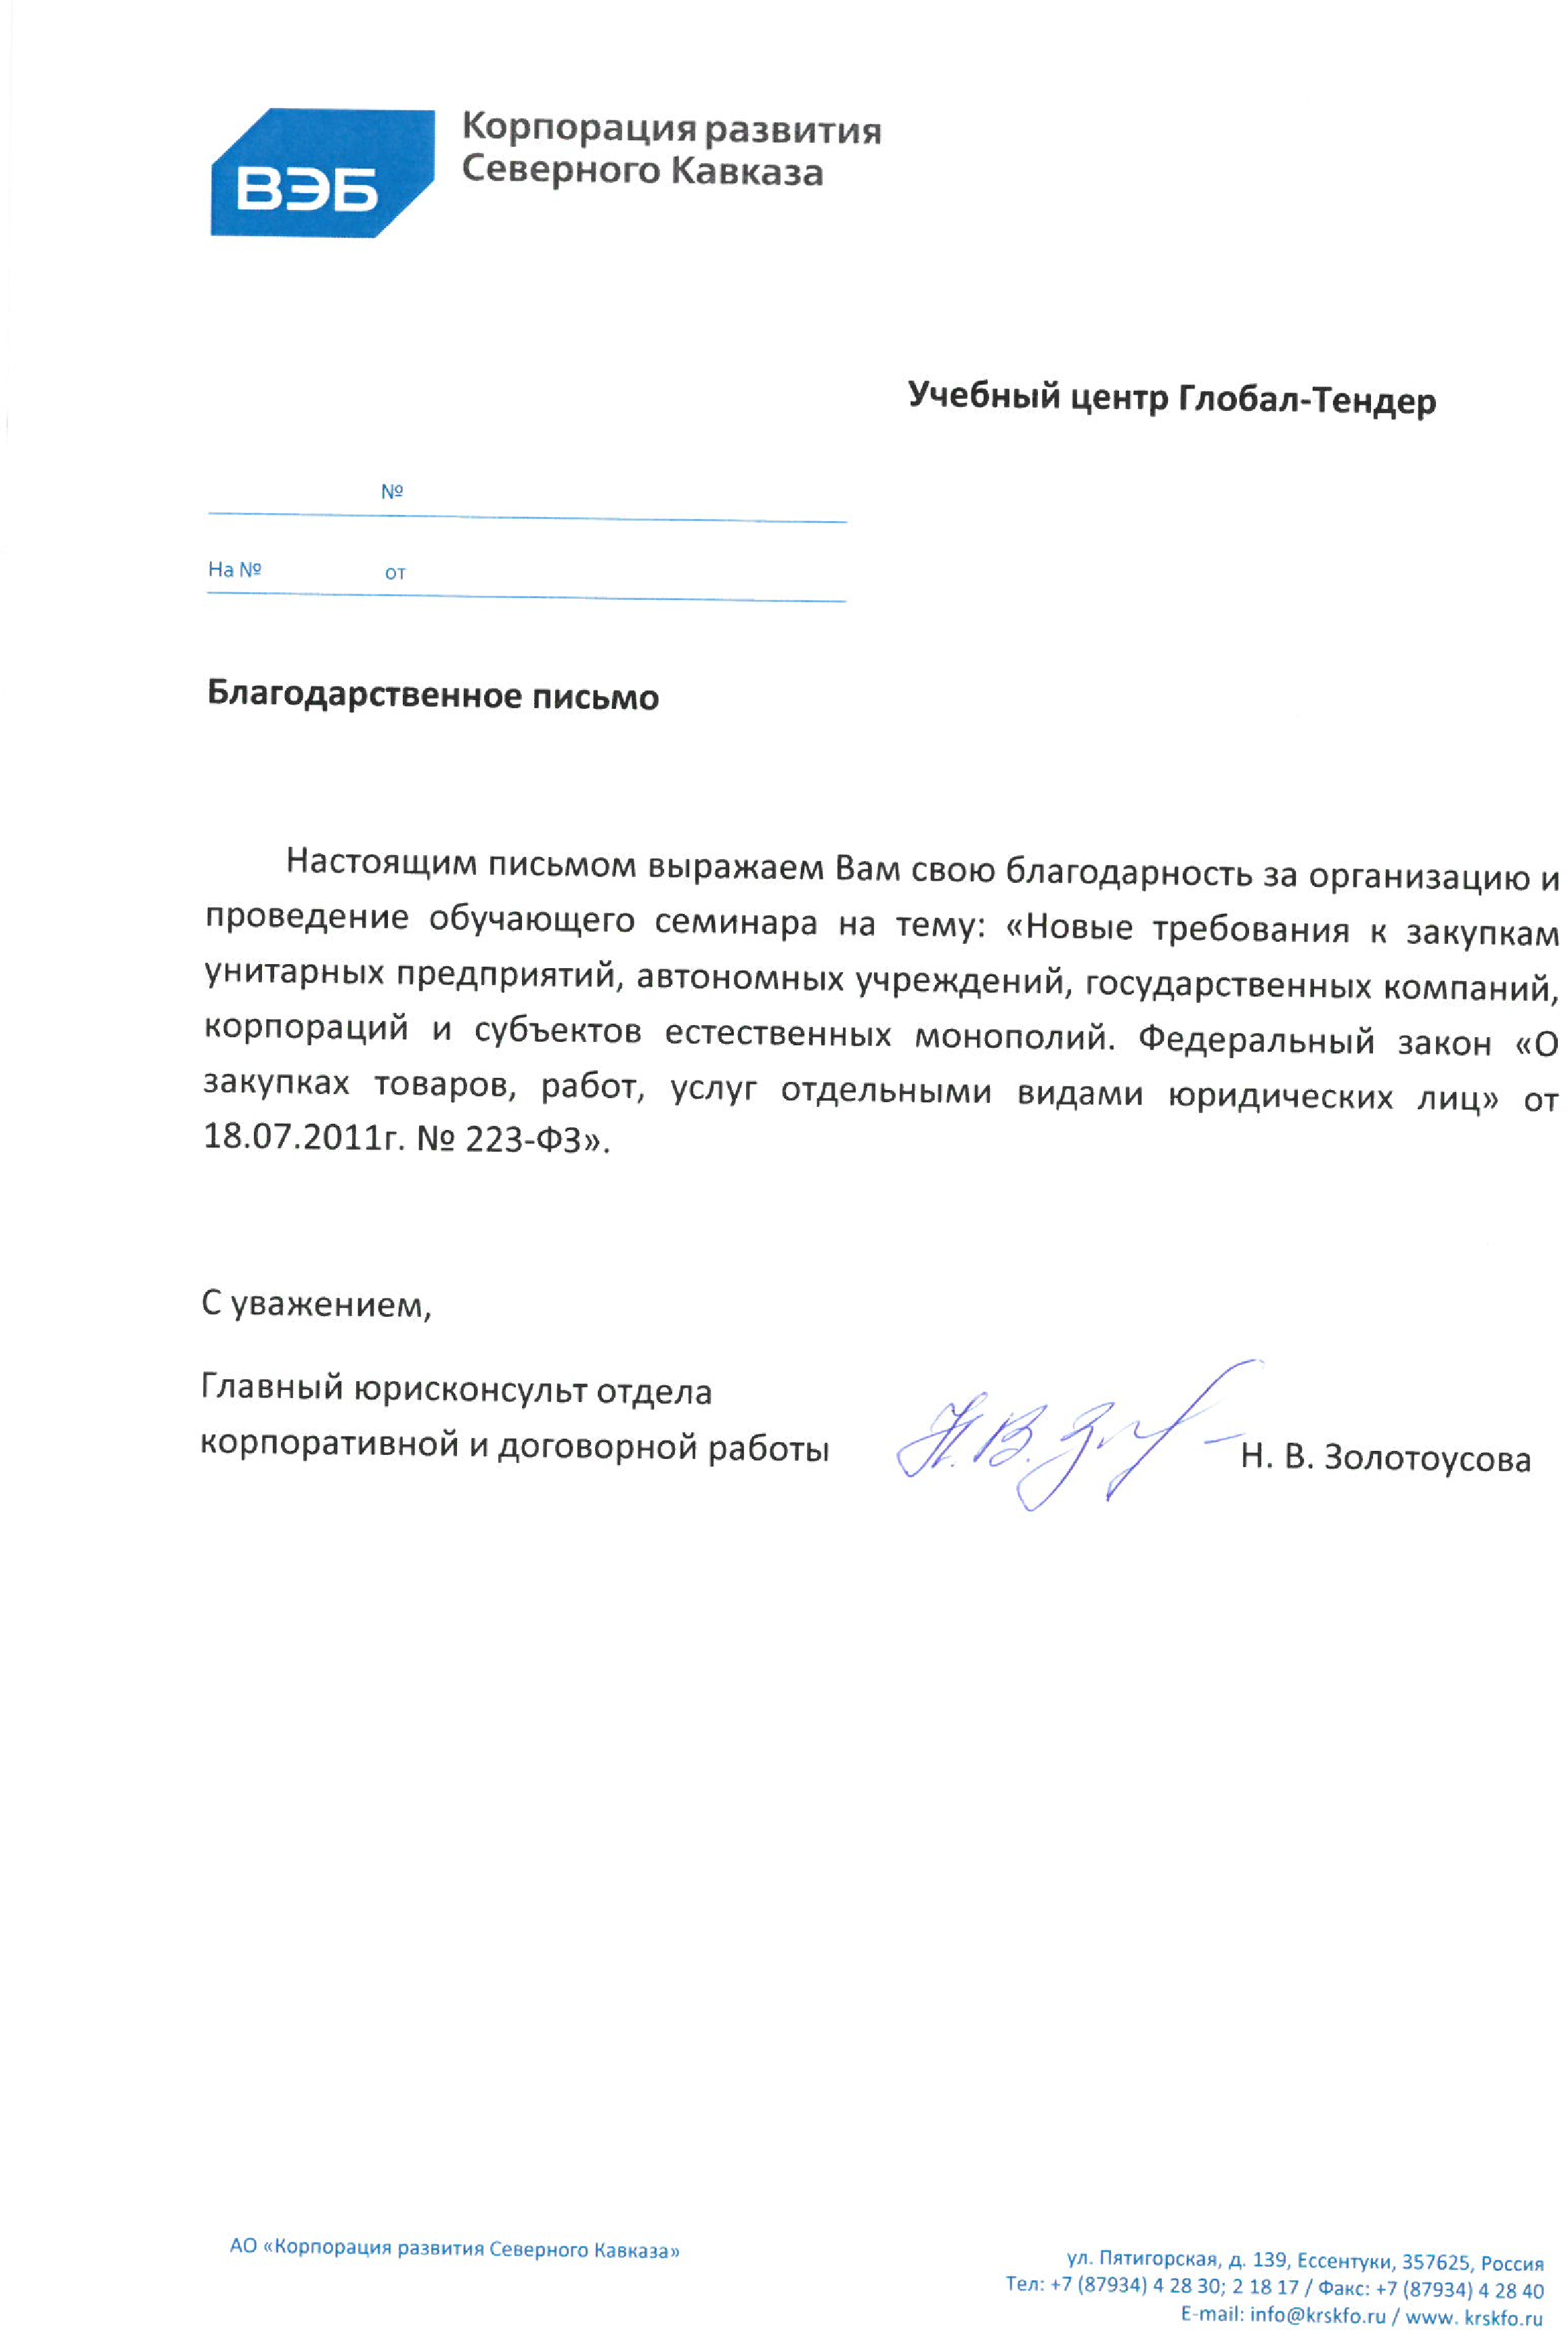 ВЭБ
Корпорация развития
Северного Кавказа
Учебный центр Глобал-Тендер
№
На № от
Благодарственное письмо
Настоящим письмом выражаем Вам свою благодарность за организацию и
проведение обучающего семинара на тему: «Новые требования к закупкам
унитарных предприятий, автономных учреждений, государственных компаний,
корпораций и субъектов естественных монополий. Федеральный закон «О
закупках товаров, работ, услуг отдельными видами юридических лиц» от
18.07.2011г. № 223-ФЗ».
С уважением,
Главный юрисконсульт отдела
корпоративной и договорной работы Н. В. Золотоусова
АО «Корпорация развития Северного Кавказа»
ул. Пятигорская, д. 139, Ессентуки, 357625, Россия
Тел: +7 (87934) 4 28 30; 2 18 17 / Факс: +7 (87934) 4 28 40
E-mail: info@krskfo.ru / www. krskfo.ru